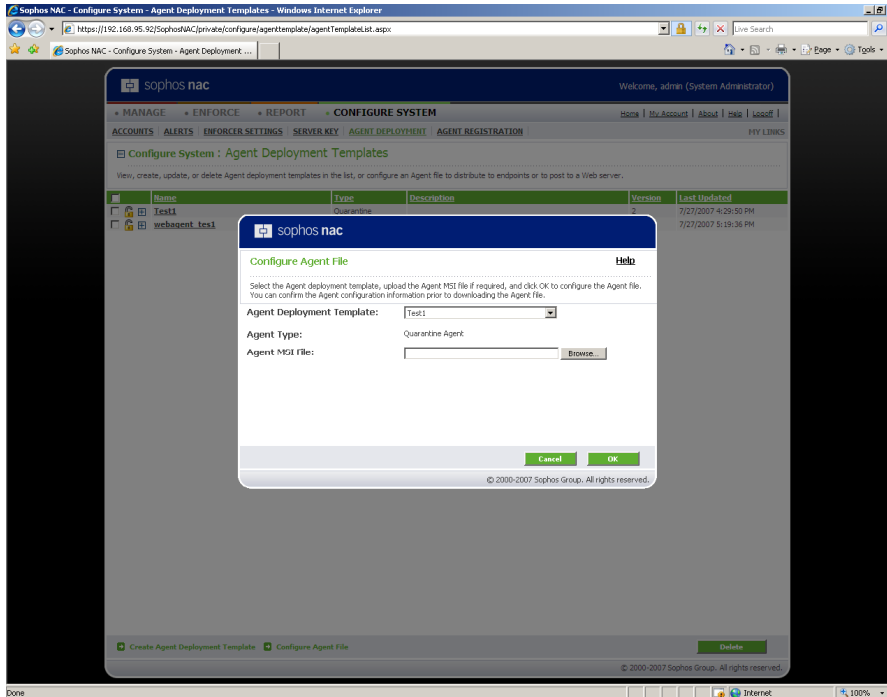 Sophos NAC - Configure System - Agent Deployment Templates - Windows Internet Explorer
https://192.168.95.92/SophosNAC/private/configure/agenttemplate/agentTemplateList.aspx
Live Search
Sophos NAC - Configure System - Agent Deployment ...
Page Tools
sophos nac
Welcome, admin (System Administrator)
MANAGE ENFORCE REPORT CONFIGURE SYSTEM
Home | My Account | About | Help | Logoff |
ACCOUNTS | ALERTS | ENFORCER SETTINGS | SERVER KEY | AGENT DEPLOYMENT | AGENT REGISTRATION |
MY LINKS
Configure System : Agent Deployment Templates
View, create, update, or delete Agent deployment templates in the list, or configure an Agent file to distribute to endpoints or to post to a Web server.
Name Type Description Version Last Updated
Test1 Quarantine 2 7/27/2007 4:29:50 PM
webagent_tes1 7/27/2007 5:19:36 PM
sophos nac
Configure Agent File
Help
Select the Agent deployment template, upload the Agent MSI file if required, and click OK to configure the Agent file.
You can confirm the Agent configuration information prior to downloading the Agent file.
Agent Deployment Template: Test1
Agent Type: Quarantine Agent
Agent MSI File: Browse...
Cancel OK
© 2000-2007 Sophos Group. All rights reserved.
Create Agent Deployment Template Configure Agent File
Delete
© 2000-2007 Sophos Group. All rights reserved.
Done
Internet
100%